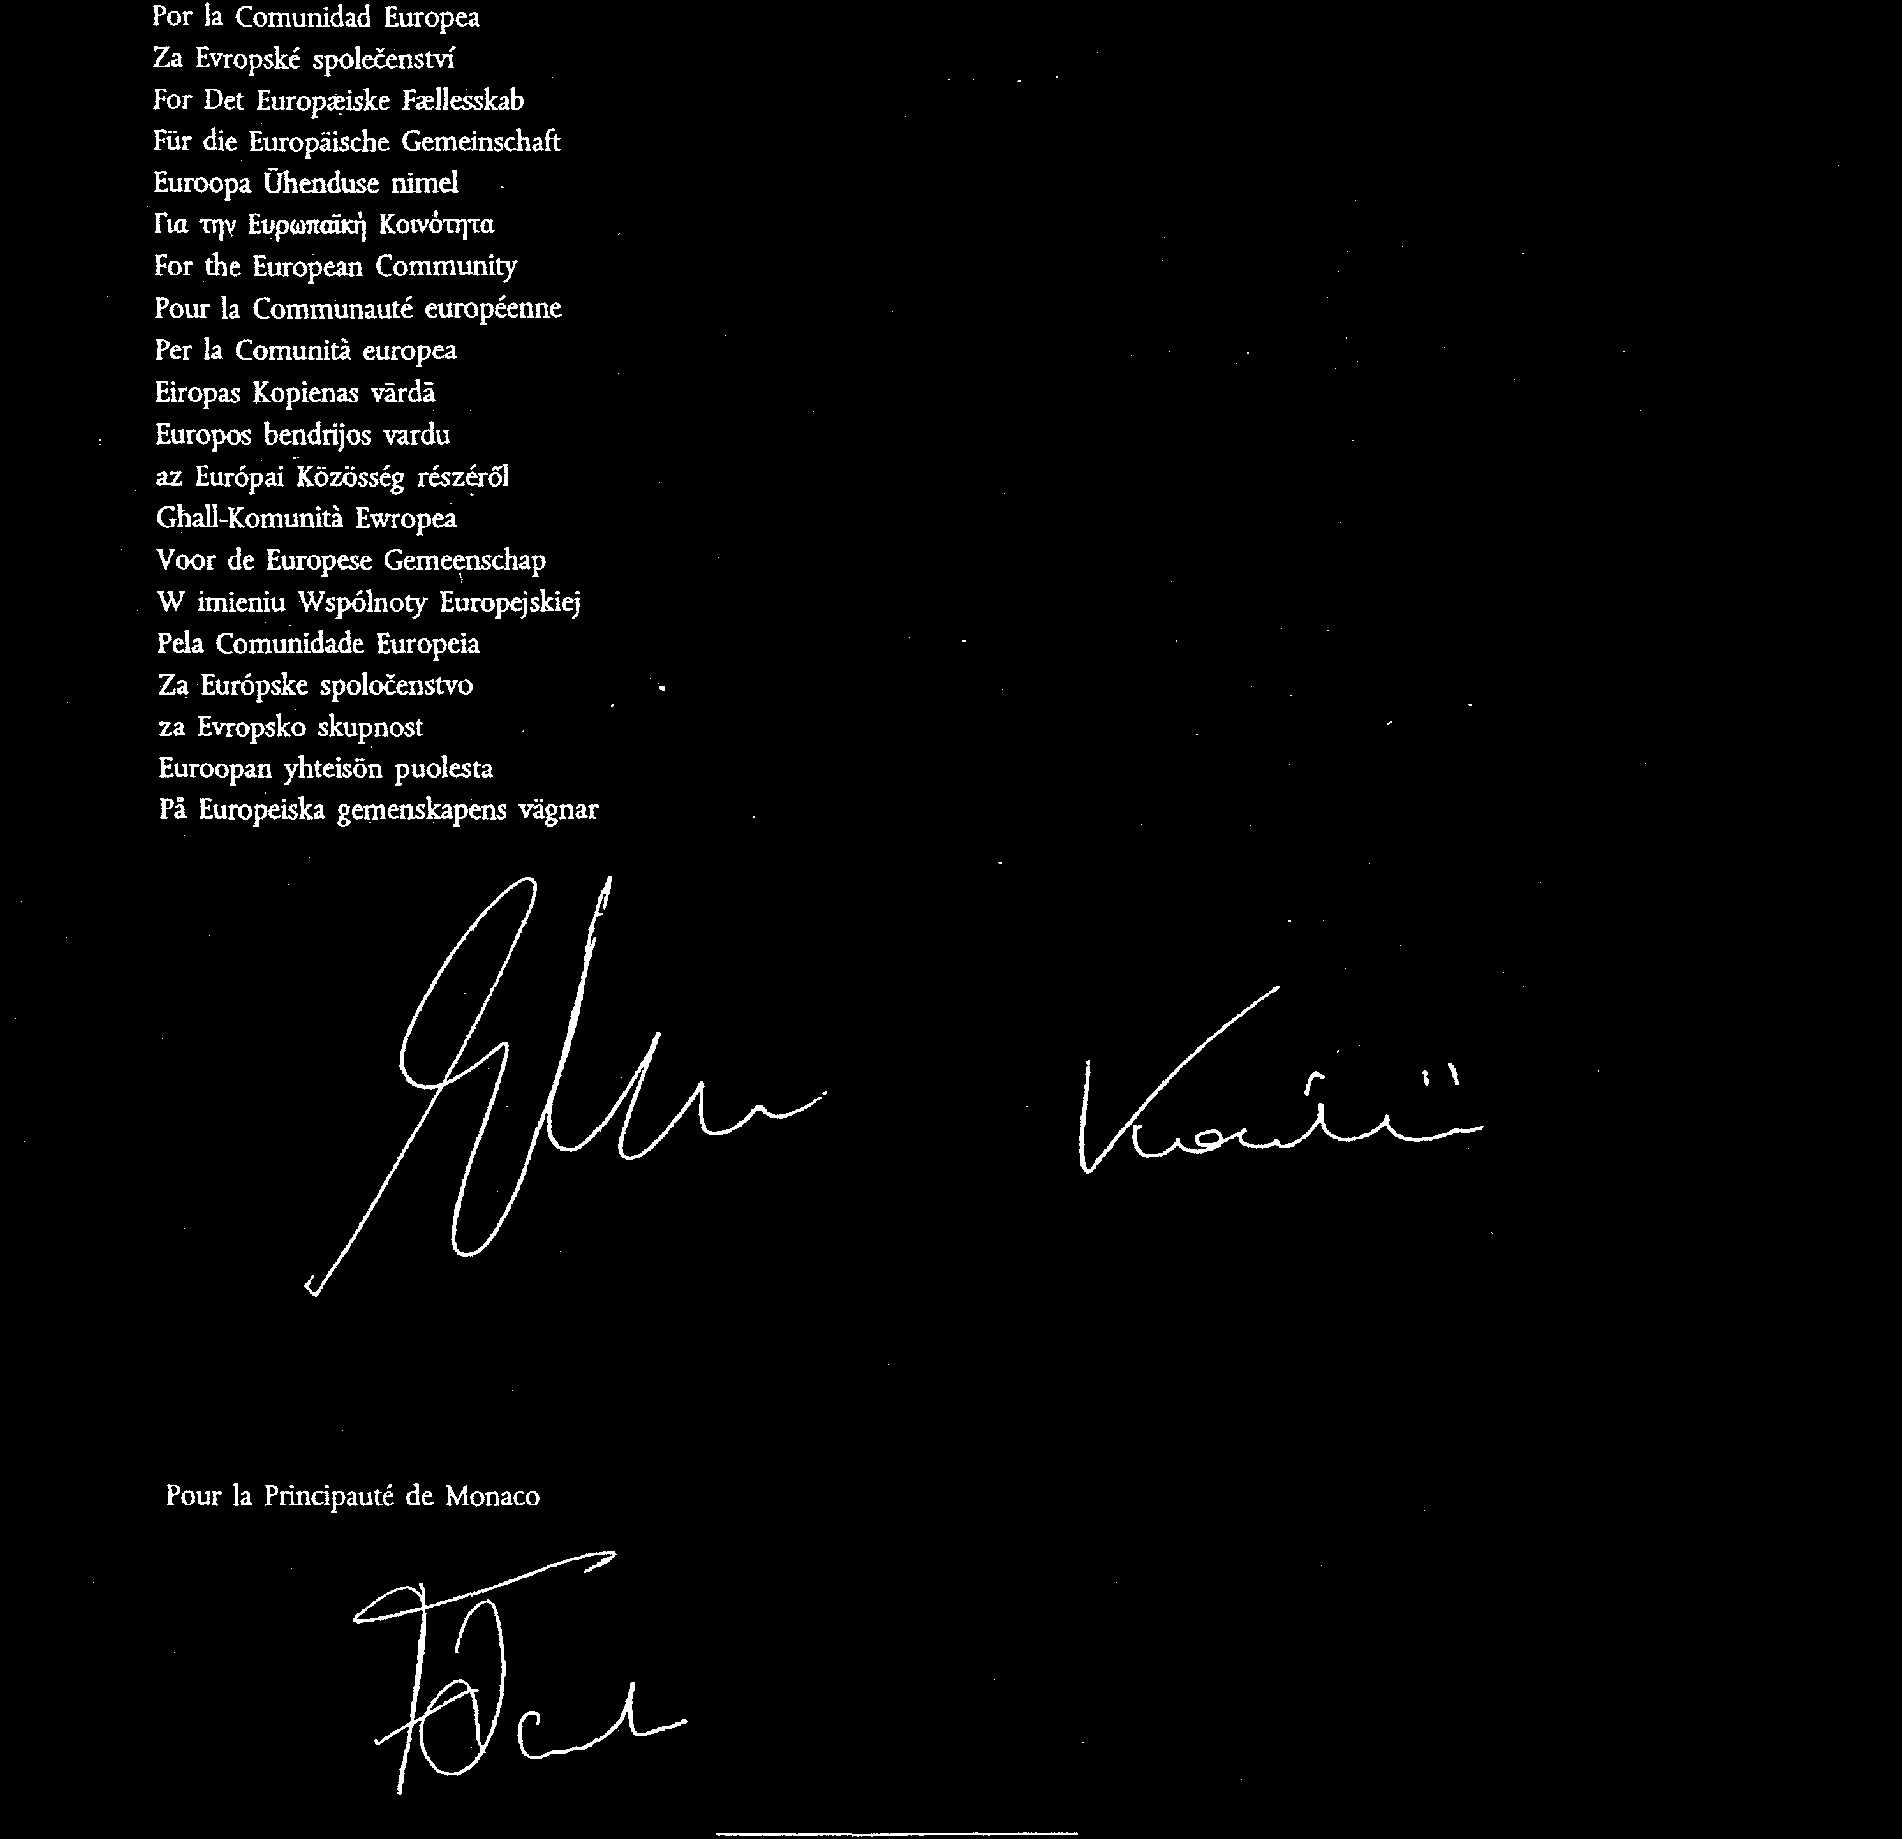 Por la Comunidad Europea
Za Evropské společenství
For Det Europæiske Fællesskab
Für die Europäische Gemeinschaft
Euroopa Ühenduse nimel
Για την Ευρωπαϊκή Κοινότητα
For the European Community
Pour la Communauté européenne
Per la Comunità europea
Eiropas Kopienas vārdā
Europos bendrijos vardu
az Európai Közösség részéről
Għall-Komunità Ewropea
Voor de Europese Gemeenschap
W imieniu Wspólnoty Europejskiej
Pela Comunidade Europeia
Za Európske spoločenstvo
za Evropsko skupnost
Euroopan yhteisön puolesta
På Europeiska gemenskapens vägnar
Pour la Principauté de Monaco